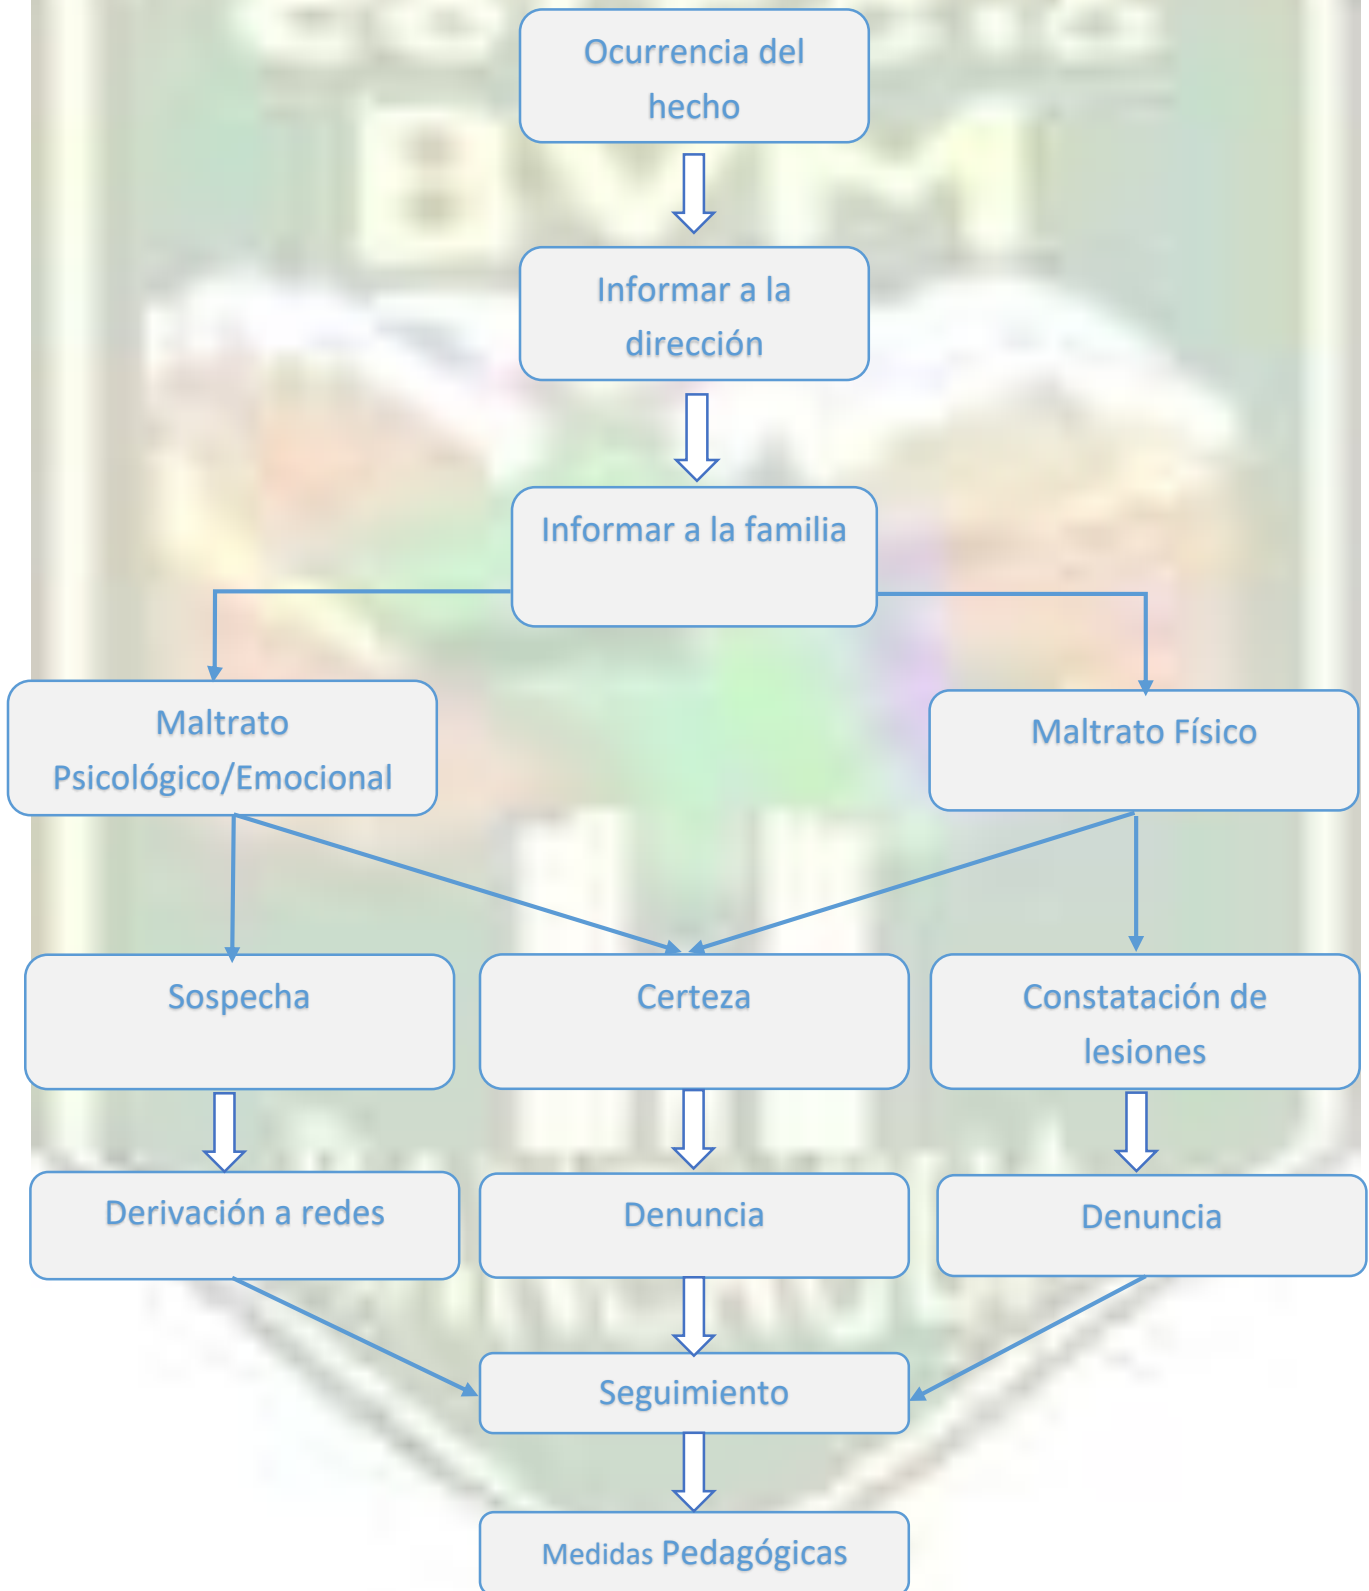 BVM
Ocurrencia del
hecho
Informar a la
dirección
Informar a la familia
Maltrato
Psicológico/Emocional
Maltrato Físico
Sospecha
Certeza
Constatación de
lesiones
Derivación a redes
Denuncia
Denuncia
Seguimiento
Medidas Pedagógicas